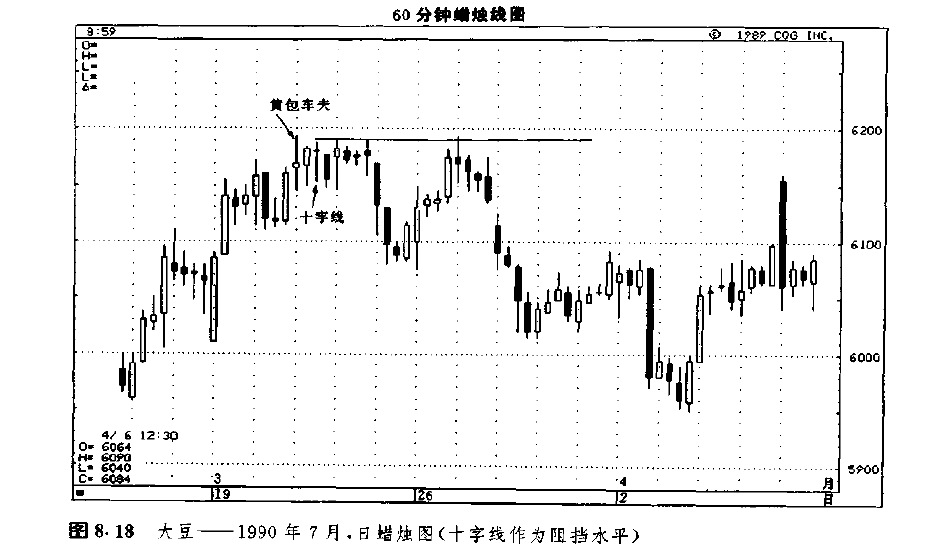 60分钟蜡烛线图
8:59
© 1989 CQG INC.
O=
H=
L=
L=
Δ=
黄包车夫
6200
十字线
6100
6000
4/ 6 12:30
O= 6064
H= 6090
L= 6040
C= 6084
5900
3 4 月
19 26 2 日
图8.18 大豆——1990年7月,日蜡烛图(十字线作为阻挡水平)